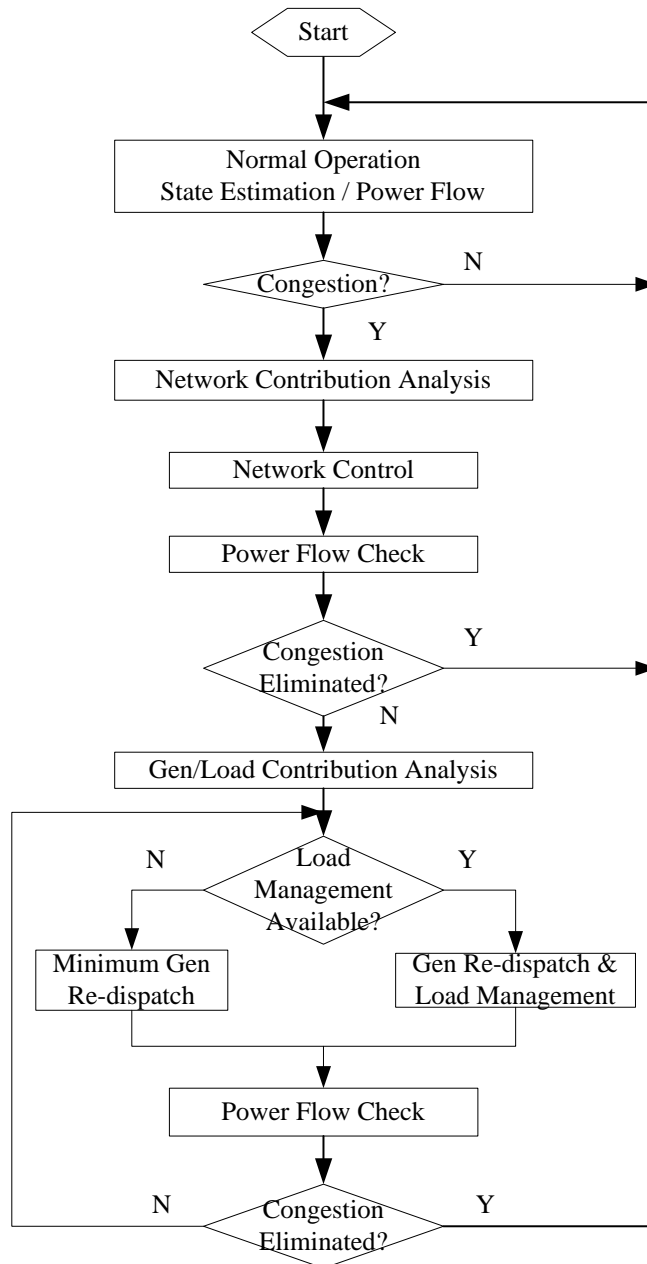 Start
Normal Operation
State Estimation / Power Flow
Congestion?
N
Y
Network Contribution Analysis
Network Control
Power Flow Check
Congestion
Eliminated?
Y
N
Gen/Load Contribution Analysis
N
Load
Management
Available?
Y
Minimum Gen
Re-dispatch
Gen Re-dispatch &
Load Management
Power Flow Check
N
Congestion
Eliminated?
Y